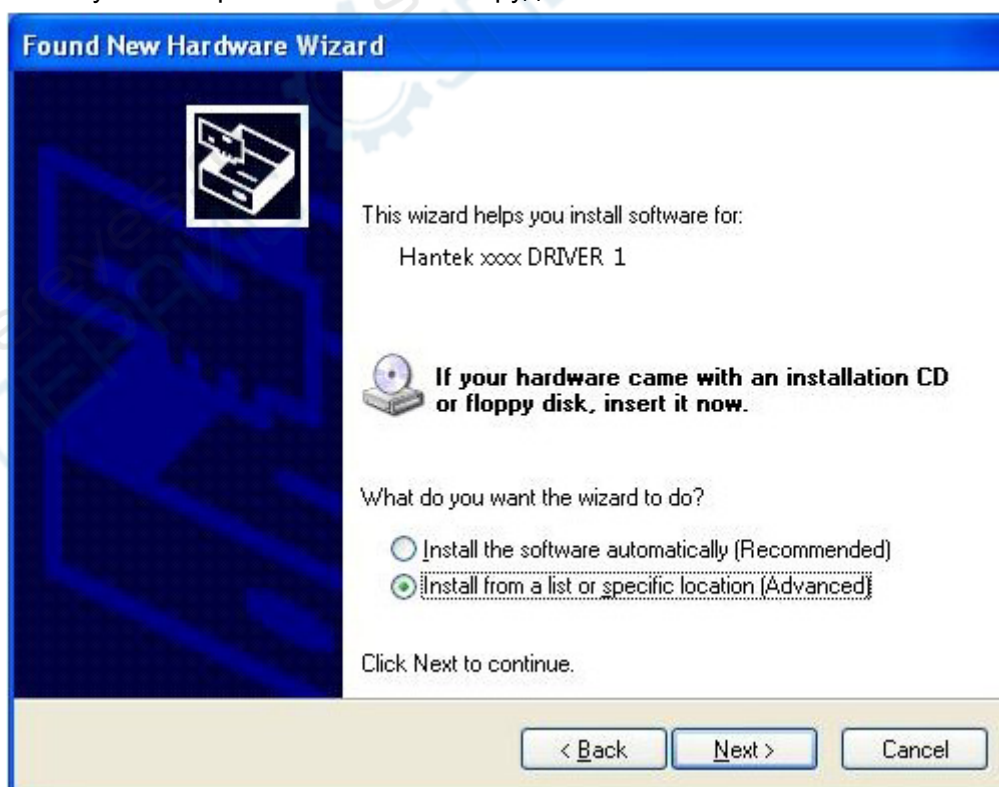 Found New Hardware Wizard
This wizard helps you install software for:
Hantek xxxx DRIVER 1
If your hardware came with an installation CD
or floppy disk, insert it now.
What do you want the wizard to do?
Install the software automatically (Recommended)
Install from a list or specific location (Advanced)
Click Next to continue.
< Back
Next >
Cancel